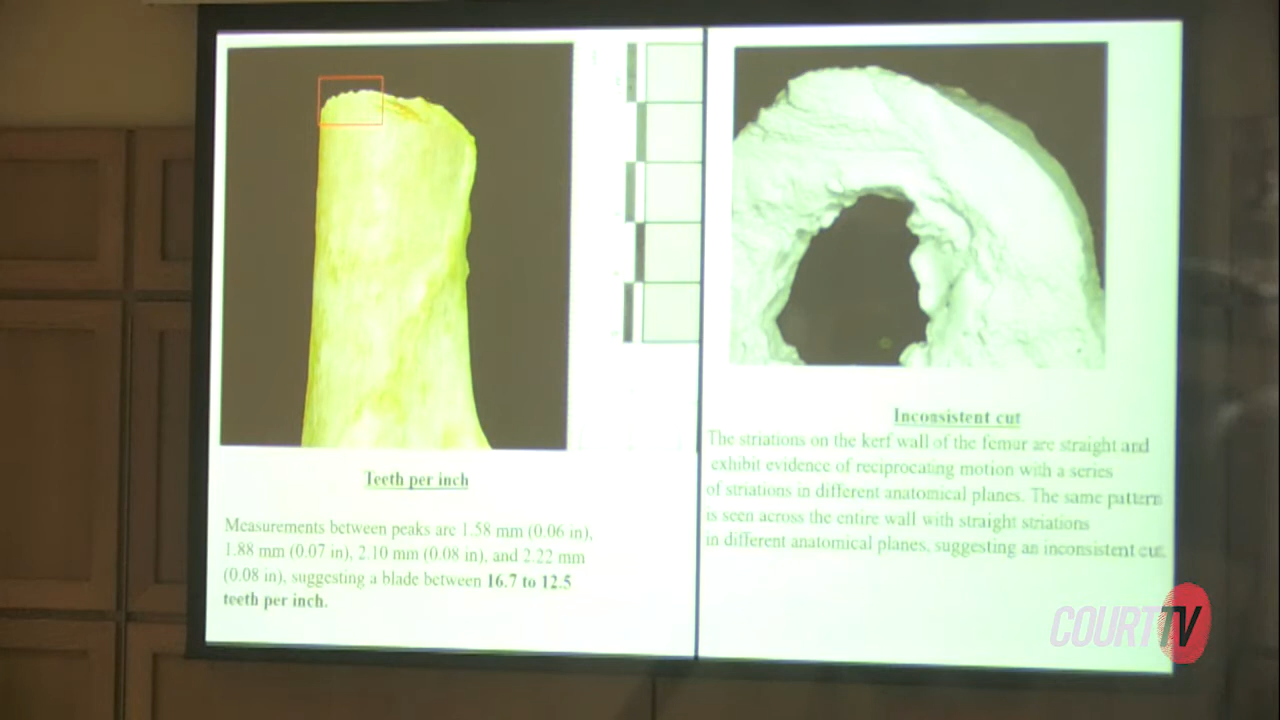 Teeth per inch
Measurements between peaks are 1.58 mm (0.06 in),
1.88 mm (0.07 in), 2.10 mm (0.08 in), and 2.22 mm
(0.08 in), suggesting a blade between 16.7 to 12.5
teeth per inch.
Inconsistent cut
The striations on the kerf wall of the femur are straight and
exhibit evidence of reciprocating motion with a series
of striations in different anatomical planes. The same pattern
is seen across the entire wall with straight striations
in different anatomical planes, suggesting an inconsistent cut.
COURT TV